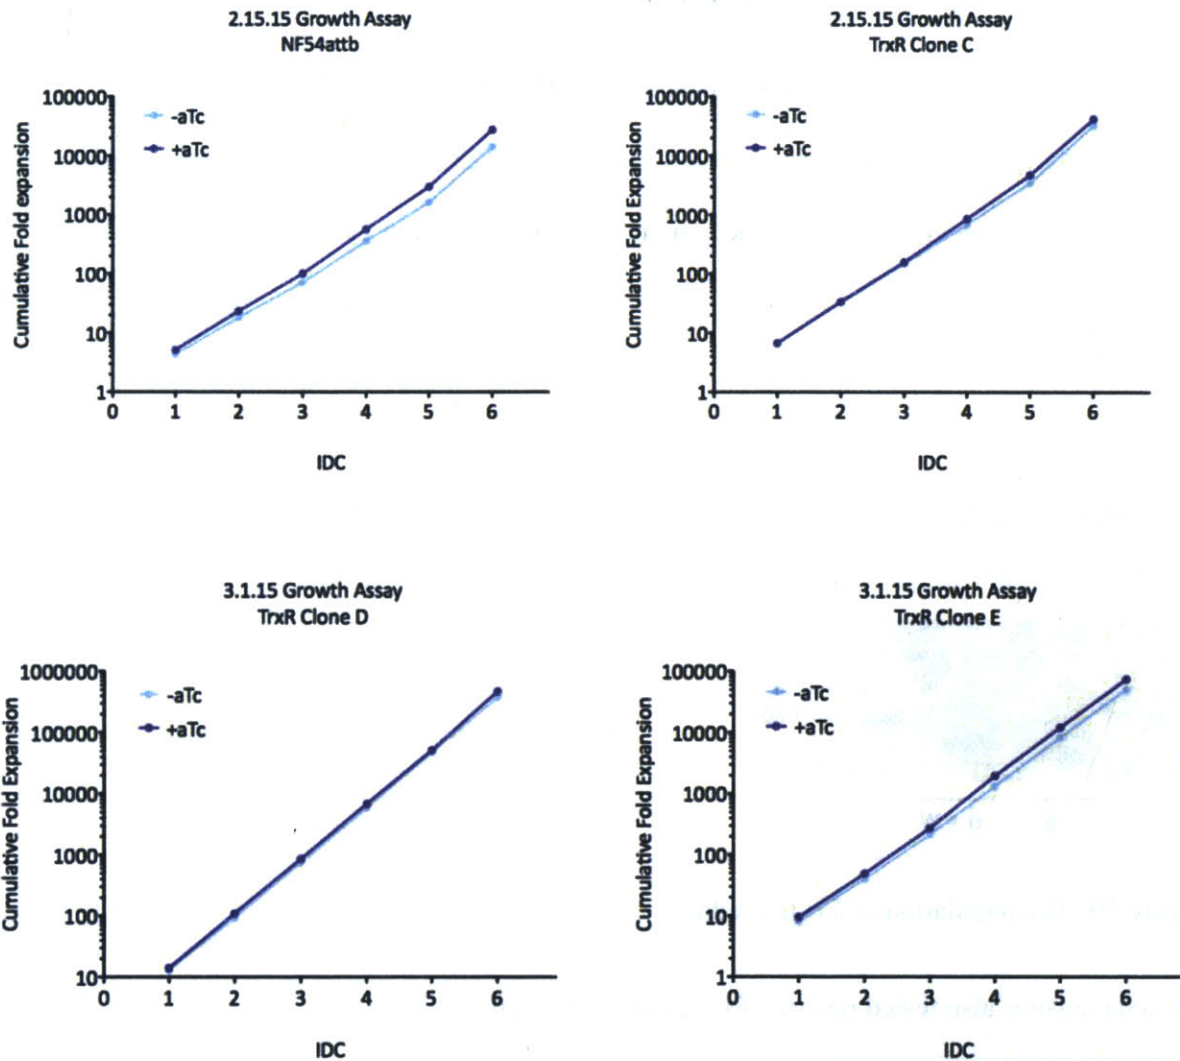 2.15.15 Growth Assay
NF54attb
Cumulative Fold expansion
100000
10000
1000
100
10
1
-aTc
+aTc
0 1 2 3 4 5 6
IDC
2.15.15 Growth Assay
TrxR Clone C
Cumulative Fold Expansion
100000
10000
1000
100
10
1
-aTc
+aTc
0 1 2 3 4 5 6
IDC
3.1.15 Growth Assay
TrxR Clone D
Cumulative Fold Expansion
1000000
100000
10000
1000
100
10
-aTc
+aTc
0 1 2 3 4 5 6
IDC
3.1.15 Growth Assay
TrxR Clone E
Cumulative Fold Expansion
100000
10000
1000
100
10
1
-aTc
+aTc
0 1 2 3 4 5 6
IDC